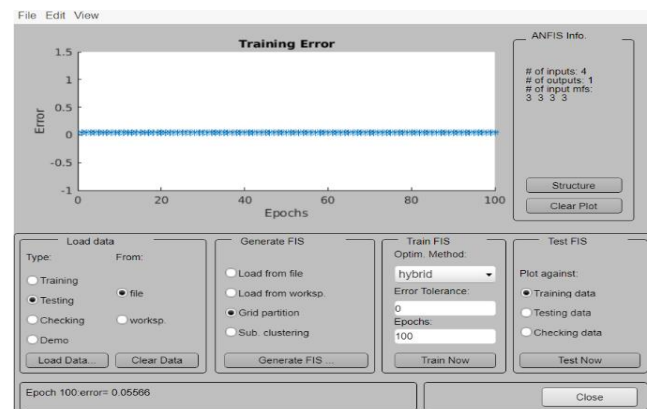 File Edit View
Training Error
1.5
1
0.5
0
-0.5
-1
Error
0 20 40 60 80 100
Epochs
ANFIS Info.
# of inputs: 4
# of outputs: 1
# of input mfs:
3 3 3 3
Structure
Clear Plot
Load data
Type: From:
Training
Testing
Checking
Demo
file
worksp.
Load Data... Clear Data
Generate FIS
Load from file
Load from worksp.
Grid partition
Sub. clustering
Generate FIS ...
Train FIS
Optim. Method:
hybrid
Error Tolerance:
0
Epochs:
100
Train Now
Test FIS
Plot against:
Training data
Testing data
Checking data
Test Now
Epoch 100:error= 0.05566
Close